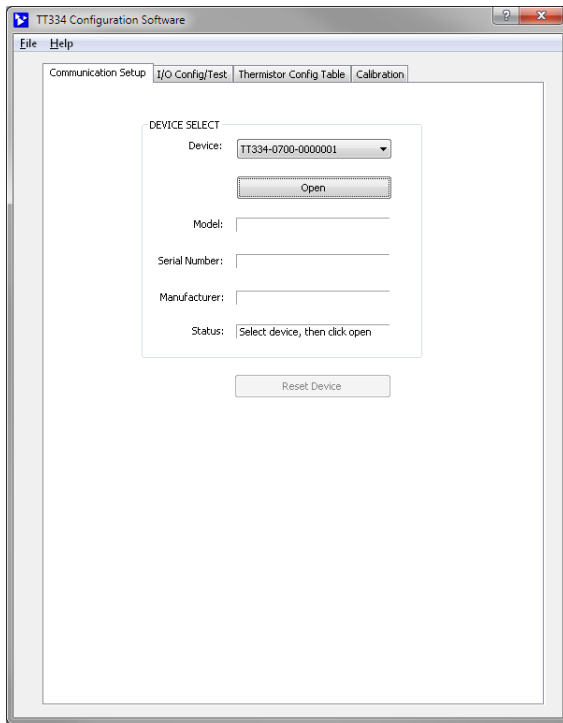 TT334 Configuration Software
File Help
Communication Setup I/O Config/Test Thermistor Config Table Calibration
DEVICE SELECT
Device: TT334-0700-0000001
Open
Model:
Serial Number:
Manufacturer:
Status: Select device, then click open
Reset Device